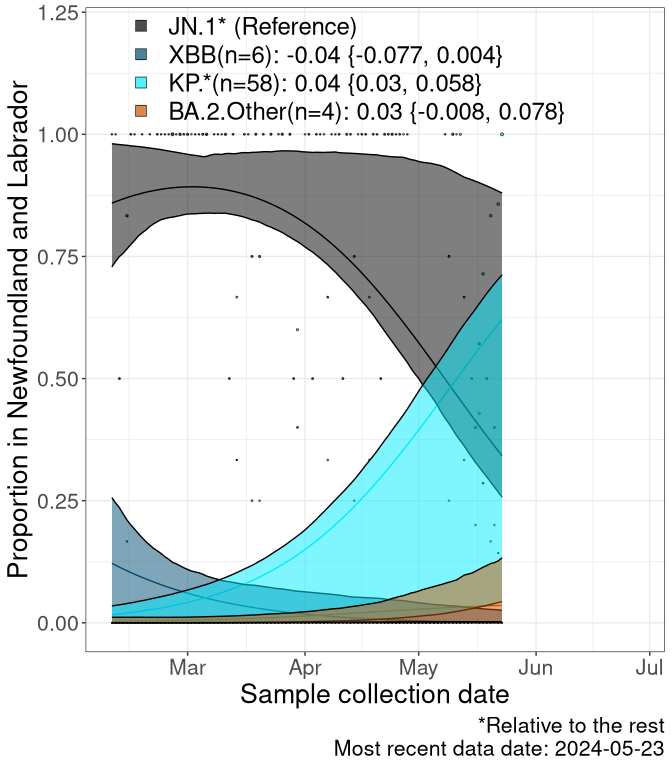 JN.1* (Reference)
XBB(n=6): -0.04 {-0.077, 0.004}
KP.*(n=58): 0.04 {0.03, 0.058}
BA.2.Other(n=4): 0.03 {-0.008, 0.078}
Proportion in Newfoundland and Labrador
1.25
1.00
0.75
0.50
0.25
0.00
Mar Apr May Jun Jul
Sample collection date
*Relative to the rest
Most recent data date: 2024-05-23